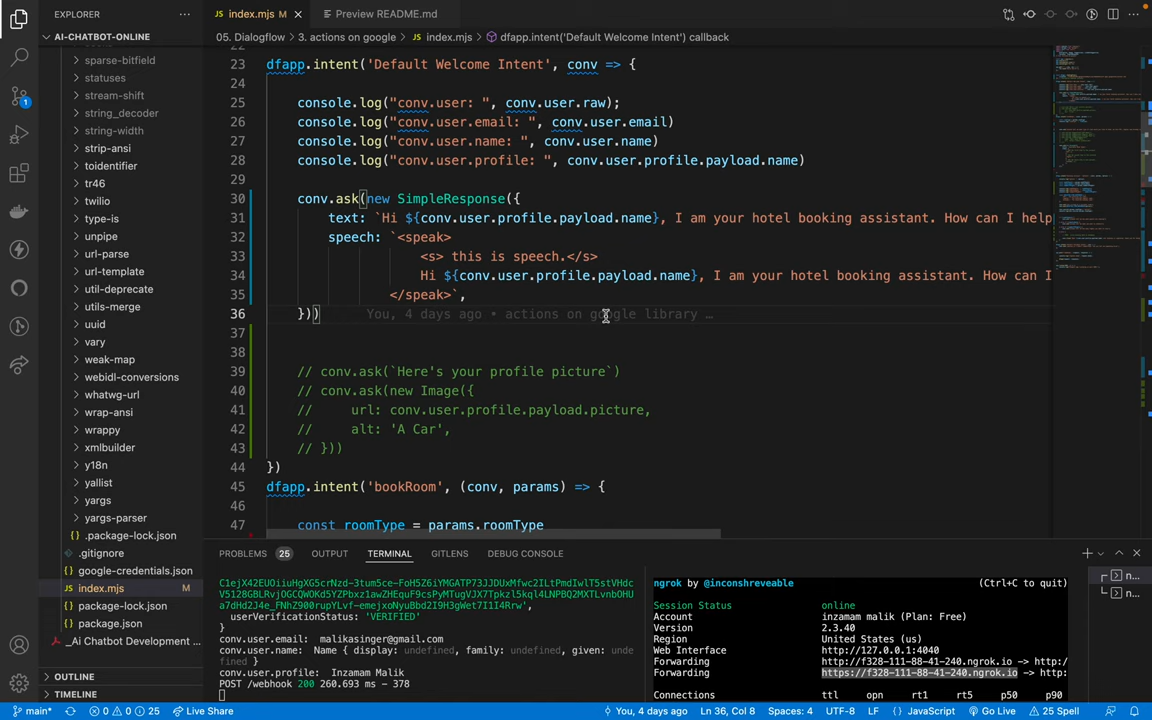 EXPLORER
index.mjs M
Preview README.md
AI-CHATBOT-ONLINE
05. Dialogflow > 3. actions on google > JS index.mjs > dfapp.intent('Default Welcome Intent') callback
sparse-bitfield
statuses
stream-shift
string_decoder
string-width
strip-ansi
toidentifier
tr46
twilio
type-is
unpipe
url-parse
url-template
util-deprecate
utils-merge
uuid
vary
weak-map
webidl-conversions
whatwg-url
wrap-ansi
wrappy
xmlbuilder
y18n
yallist
yargs
yargs-parser
.package-lock.json
.gitignore
google-credentials.json
JS index.mjs M
package-lock.json
package.json
_Ai Chatbot Development ...
OUTLINE
TIMELINE
22
23 dfapp.intent('Default Welcome Intent', conv => {
24
25 console.log("conv.user: ", conv.user.raw);
26 console.log("conv.user.email: ", conv.user.email)
27 console.log("conv.user.name: ", conv.user.name)
28 console.log("conv.user.profile: ", conv.user.profile.payload.name)
29
30 conv.ask(new SimpleResponse({
31 text: `Hi ${conv.user.profile.payload.name}, I am your hotel booking assistant. How can I help
32 speech: `<speak>
33 <s> this is speech.</s>
34 Hi ${conv.user.profile.payload.name}, I am your hotel booking assistant. How can I
35 </speak>`,
36 })) You, 4 days ago • actions on google library …
37
38
39 // conv.ask(`Here's your profile picture`)
40 // conv.ask(new Image({
41 // url: conv.user.profile.payload.picture,
42 // alt: 'A Car',
43 // }))
44 })
45 dfapp.intent('bookRoom', (conv, params) => {
46
47 const roomType = params.roomType
PROBLEMS 25 OUTPUT TERMINAL GITLENS DEBUG CONSOLE
userVerificationStatus: 'VERIFIED'
}
conv.user.email: malikasinger@gmail.com
conv.user.name: Name { display: undefined, family: undefined, given: unde
fined }
conv.user.profile: Inzamam Malik
POST /webhook 200 260.693 ms - 378
ngrok by @inconshreveable (Ctrl+C to quit)
Session Status online
Account inzamam malik (Plan: Free)
Version 2.3.40
Region United States (us)
Web Interface http://127.0.0.1:4040
Forwarding http://f328-111-88-41-240.ngrok.io -> http:/
Forwarding https://f328-111-88-41-240.ngrok.io -> http:
Connections ttl opn rt1 rt5 p50 p90
n...
n...
main* 0 0 25 Live Share You, 4 days ago Ln 36, Col 8 Spaces: 4 UTF-8 LF JavaScript Go Live 25 Spell